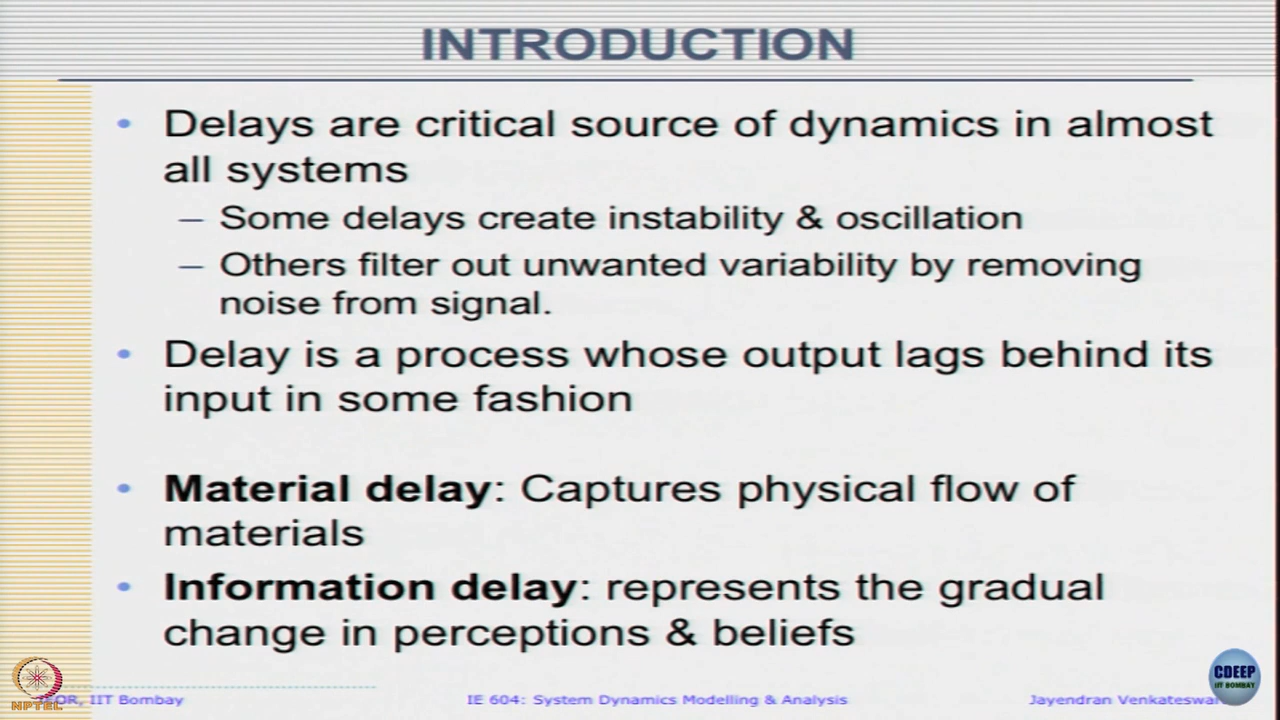 INTRODUCTION
• Delays are critical source of dynamics in almost
all systems
– Some delays create instability & oscillation
– Others filter out unwanted variability by removing
noise from signal.
• Delay is a process whose output lags behind its
input in some fashion
• Material delay: Captures physical flow of
materials
• Information delay: represents the gradual
change in perceptions & beliefs
IIT Bombay
IE 604: System Dynamics Modelling & Analysis
Jayendran
NPTEL
CDEEP
IIT BOMBAY